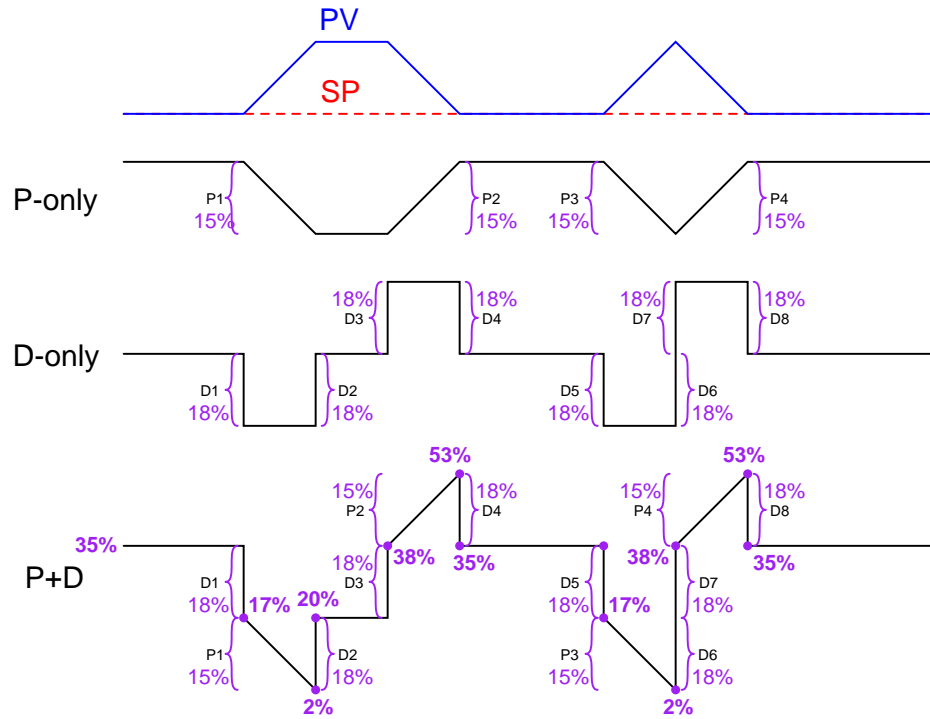 PV
SP
P-only
P1
15%
P2
15%
P3
15%
P4
15%
D-only
D1
18%
D2
18%
18%
D3
18%
D4
D5
18%
18%
D7
D6
18%
18%
D8
P+D
35%
D1
18%
17%
P1
15%
2%
20%
D2
18%
18%
D3
38%
15%
P2
53%
18%
D4
35%
D5
18%
17%
P3
15%
2%
D7
18%
D6
18%
38%
15%
P4
53%
18%
D8
35%